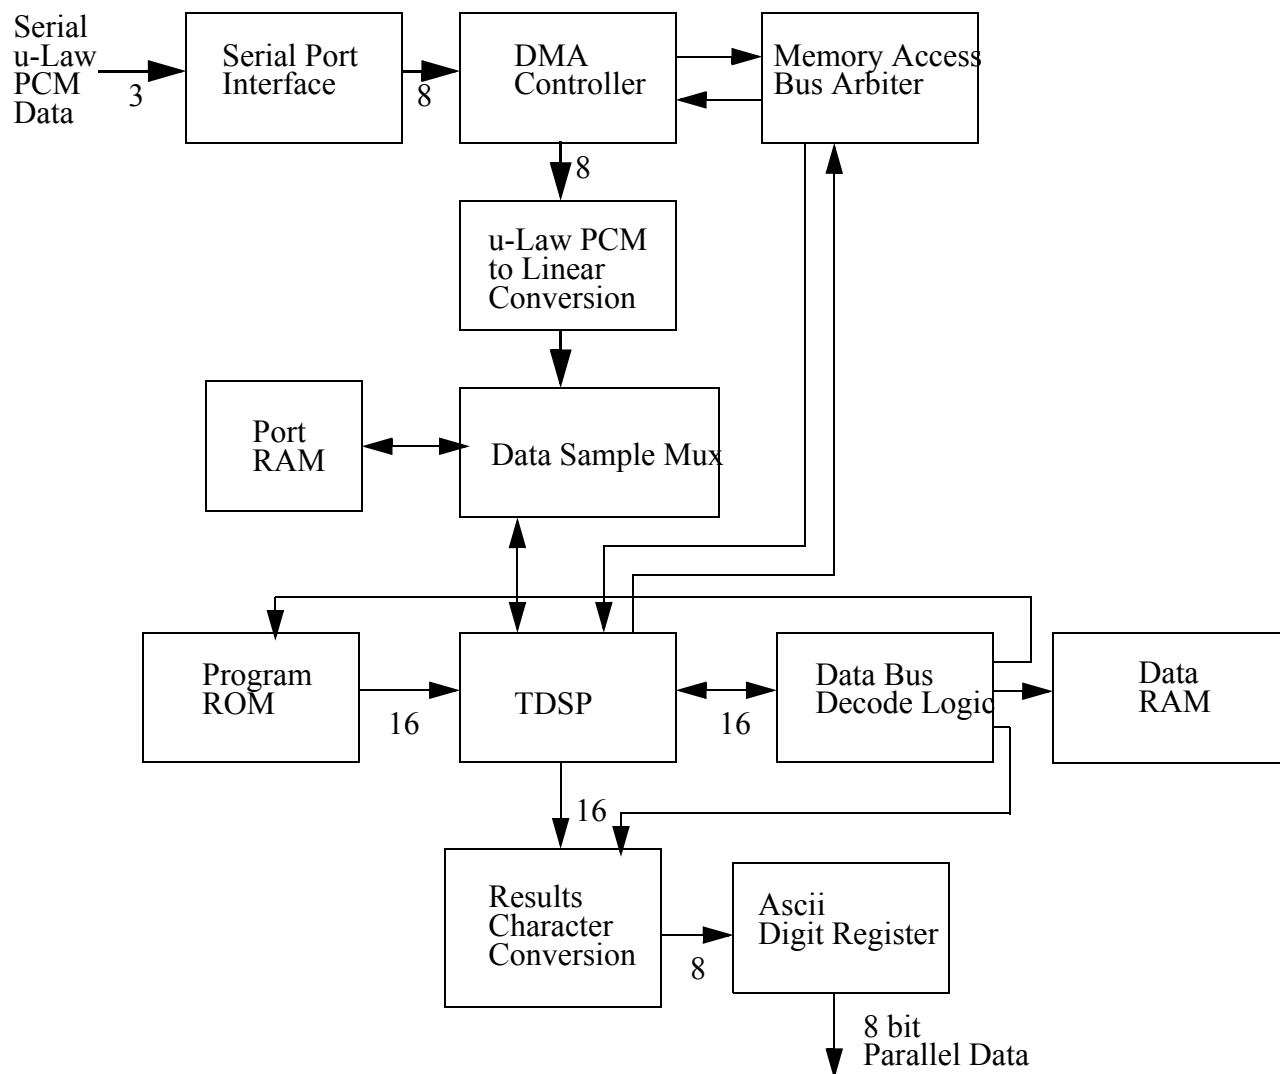 Serial
u-Law
PCM
Data
3
Serial Port
Interface
8
DMA
Controller
Memory Access
Bus Arbiter
8
u-Law PCM
to Linear
Conversion
Port
RAM
Data Sample Mux
Program
ROM
16
TDSP
16
Data Bus
Decode Logic
Data
RAM
16
Results
Character
Conversion
8
Ascii
Digit Register
8 bit
Parallel Data